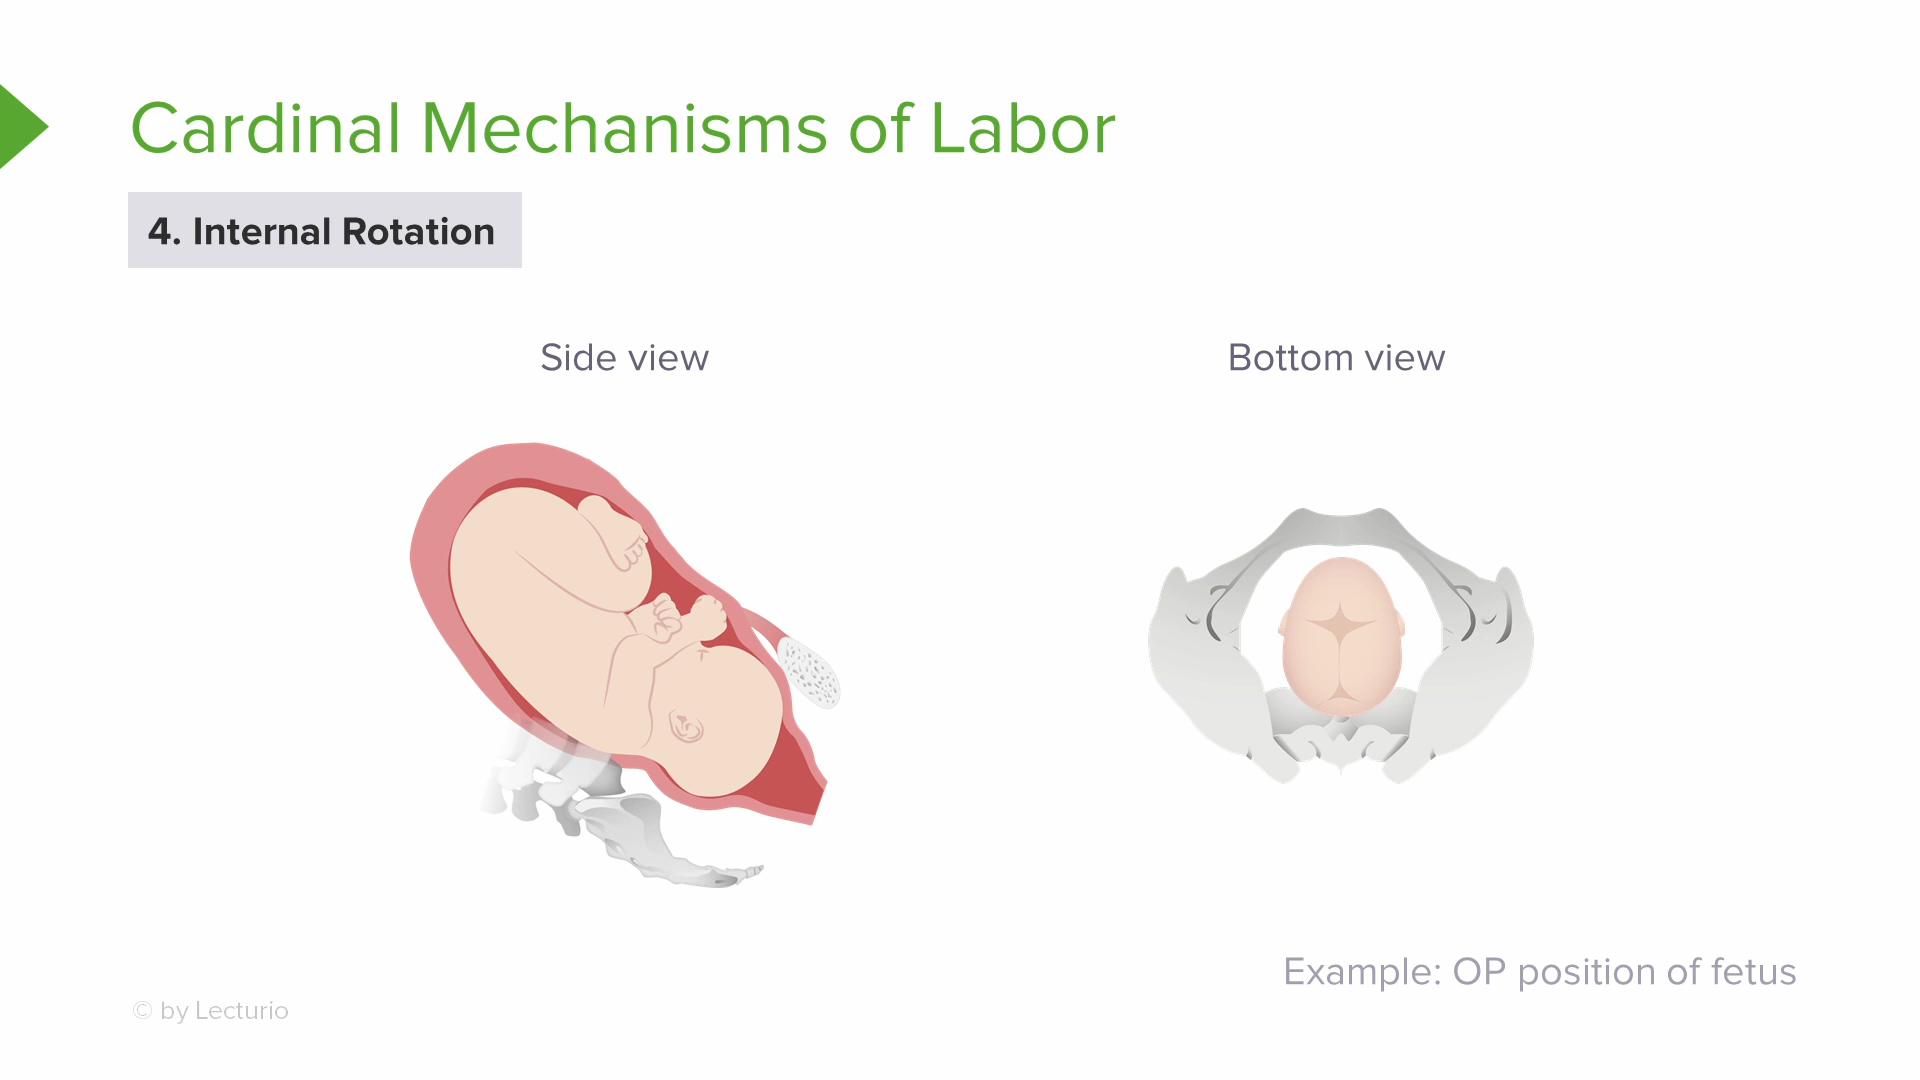 Cardinal Mechanisms of Labor
4. Internal Rotation
Side view
Bottom view
Example: OP position of fetus
© by Lecturio